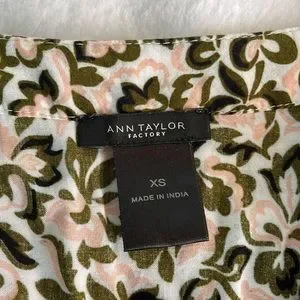 ANN TAYLOR
FACTORY
XS
MADE IN INDIA